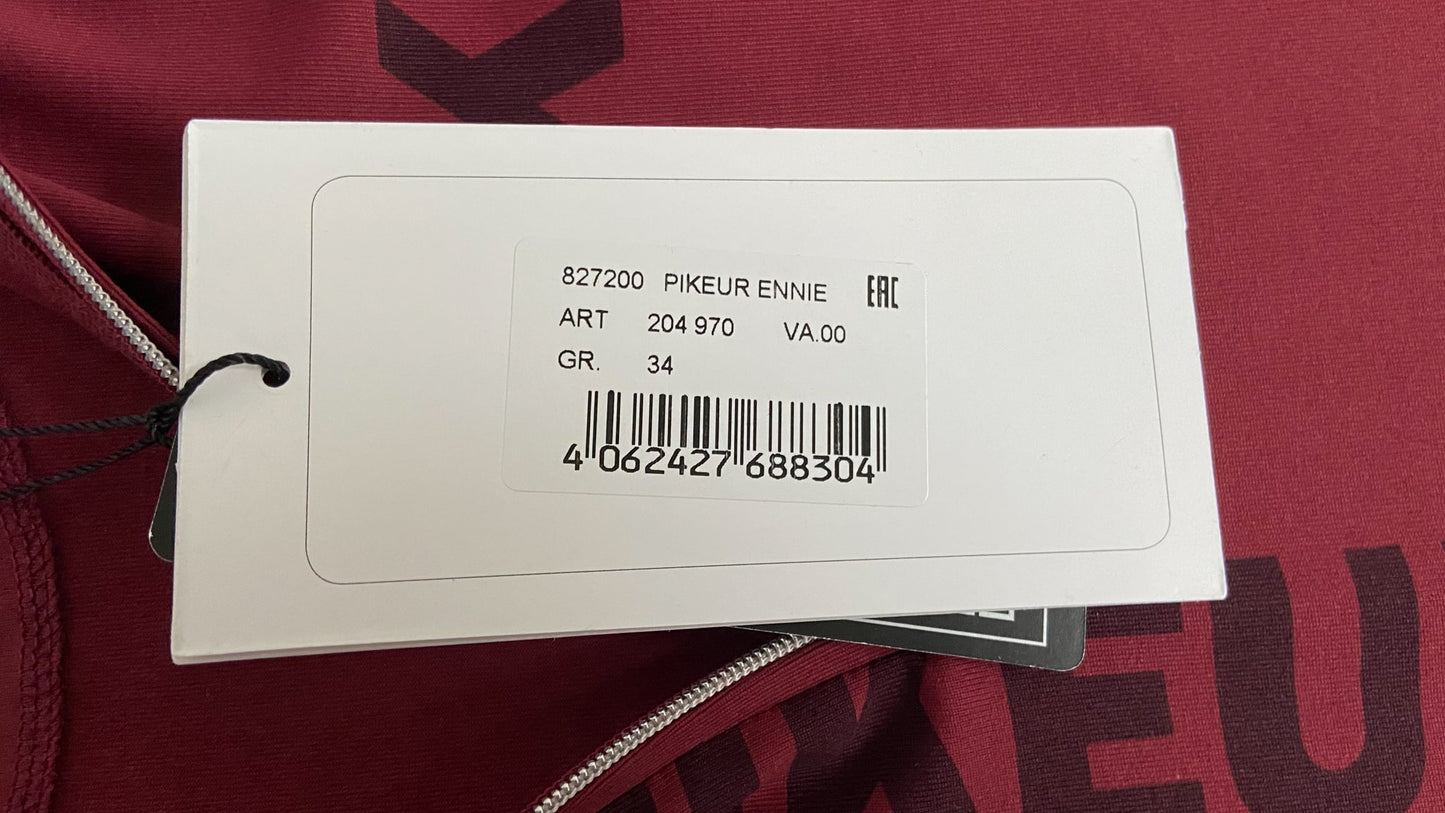 827200 PIKEUR ENNIE EAC
ART 204 970 VA.00
GR. 34
4 062427 688304